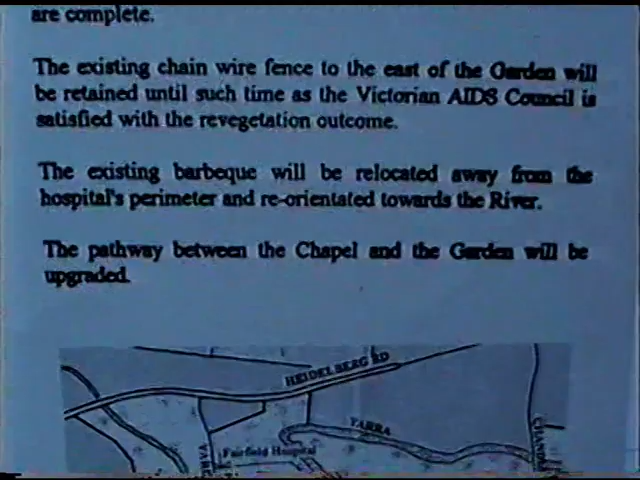 are complete.
The existing chain wire fence to the east of the Garden will
be retained until such time as the Victorian AIDS Council is
satisfied with the revegetation outcome.
The existing barbeque will be relocated away from the
hospital's perimeter and re-orientated towards the River.
The pathway between the Chapel and the Garden will be
upgraded.
HEIDELBERG RD
YARRA
Fairfield Hospital